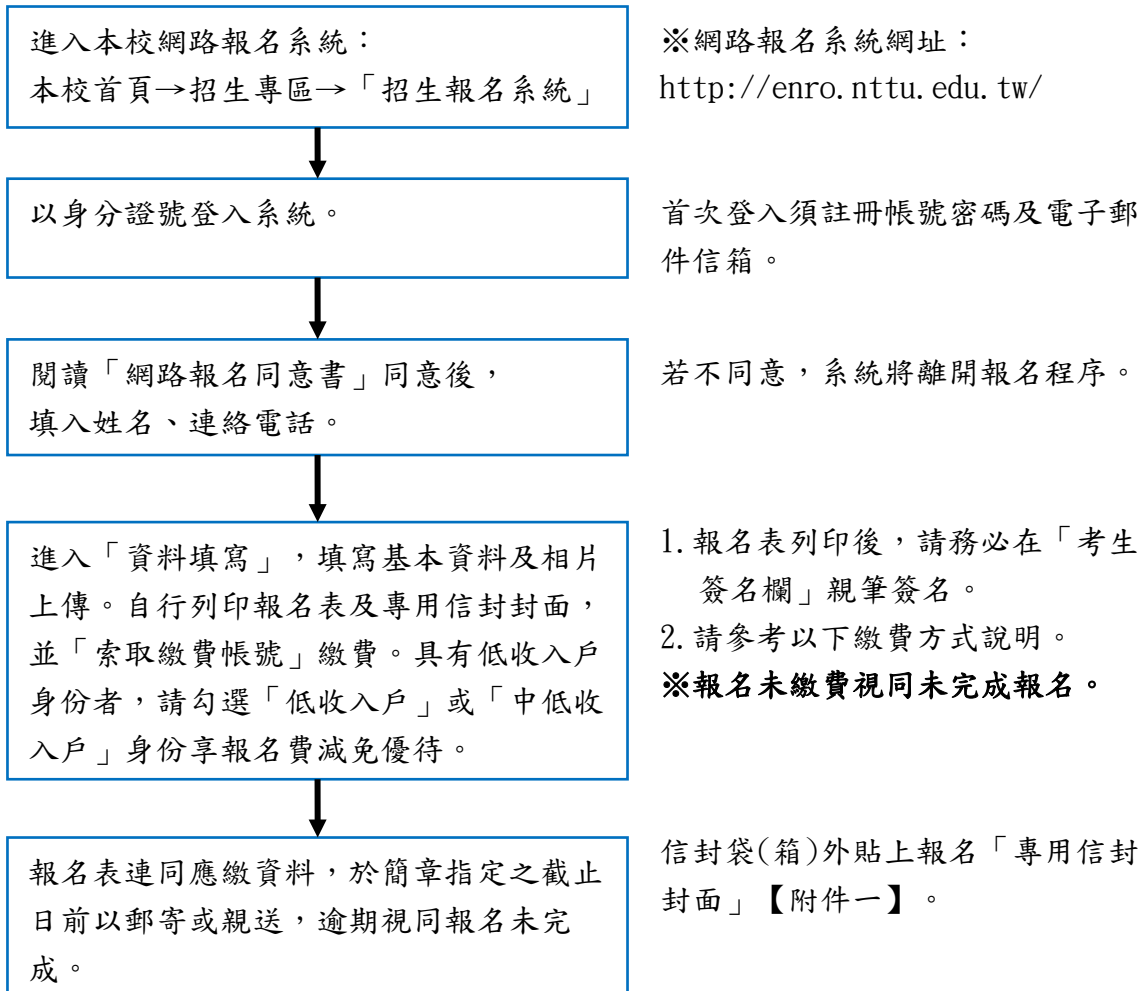 進入本校網路報名系統：
本校首頁→招生專區→「招生報名系統」
※網路報名系統網址：
http://enro.nttu.edu.tw/
以身分證號登入系統。
首次登入須註冊帳號密碼及電子郵
件信箱。
閱讀「網路報名同意書」同意後，
填入姓名、連絡電話。
若不同意，系統將離開報名程序。
進入「資料填寫」，填寫基本資料及相片
上傳。自行列印報名表及專用信封封面，
並「索取繳費帳號」繳費。具有低收入戶
身份者，請勾選「低收入戶」或「中低收
入戶」身份享報名費減免優待。
1.報名表列印後，請務必在「考生
簽名欄」親筆簽名。
2.請參考以下繳費方式說明。
※報名未繳費視同未完成報名。
報名表連同應繳資料，於簡章指定之截止
日前以郵寄或親送，逾期視同報名未完
成。
信封袋(箱)外貼上報名「專用信封
封面」【附件一】。